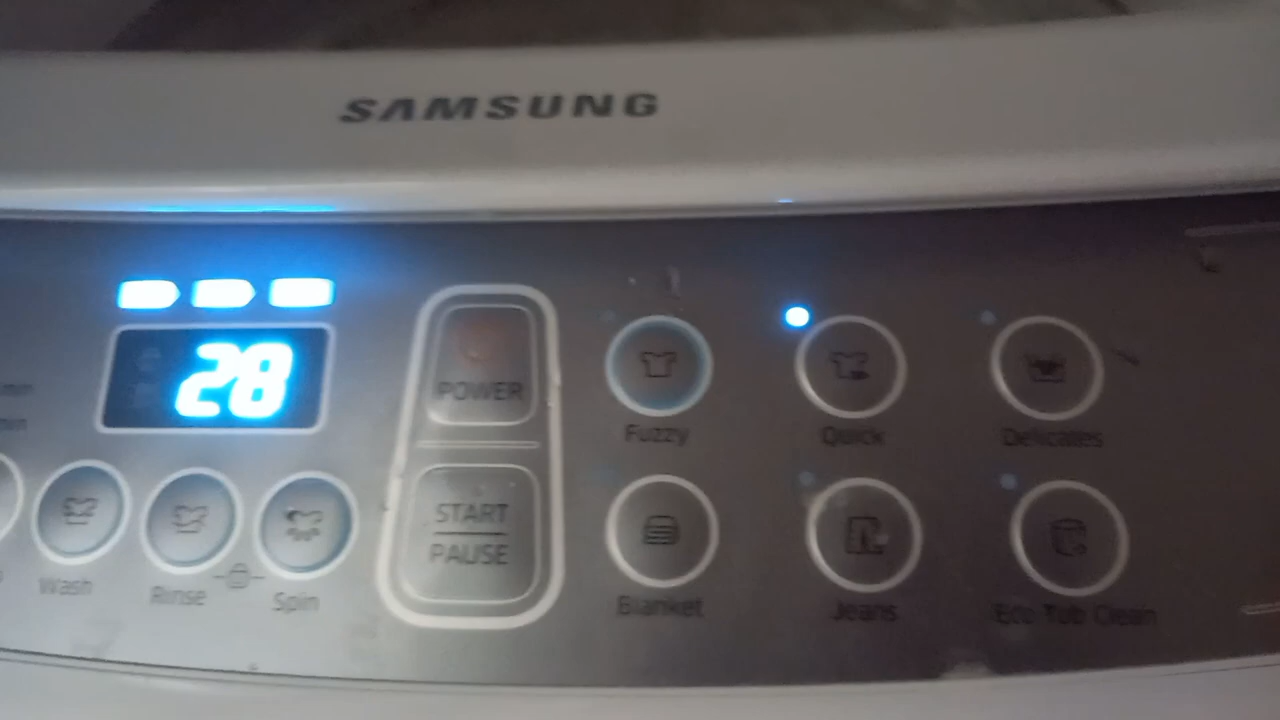 SAMSUNG
28
POWER
START
PAUSE
Wash
Rinse
Spin
Fuzzy
Quick
Delicates
Blanket
Jeans
Eco Tub Clean